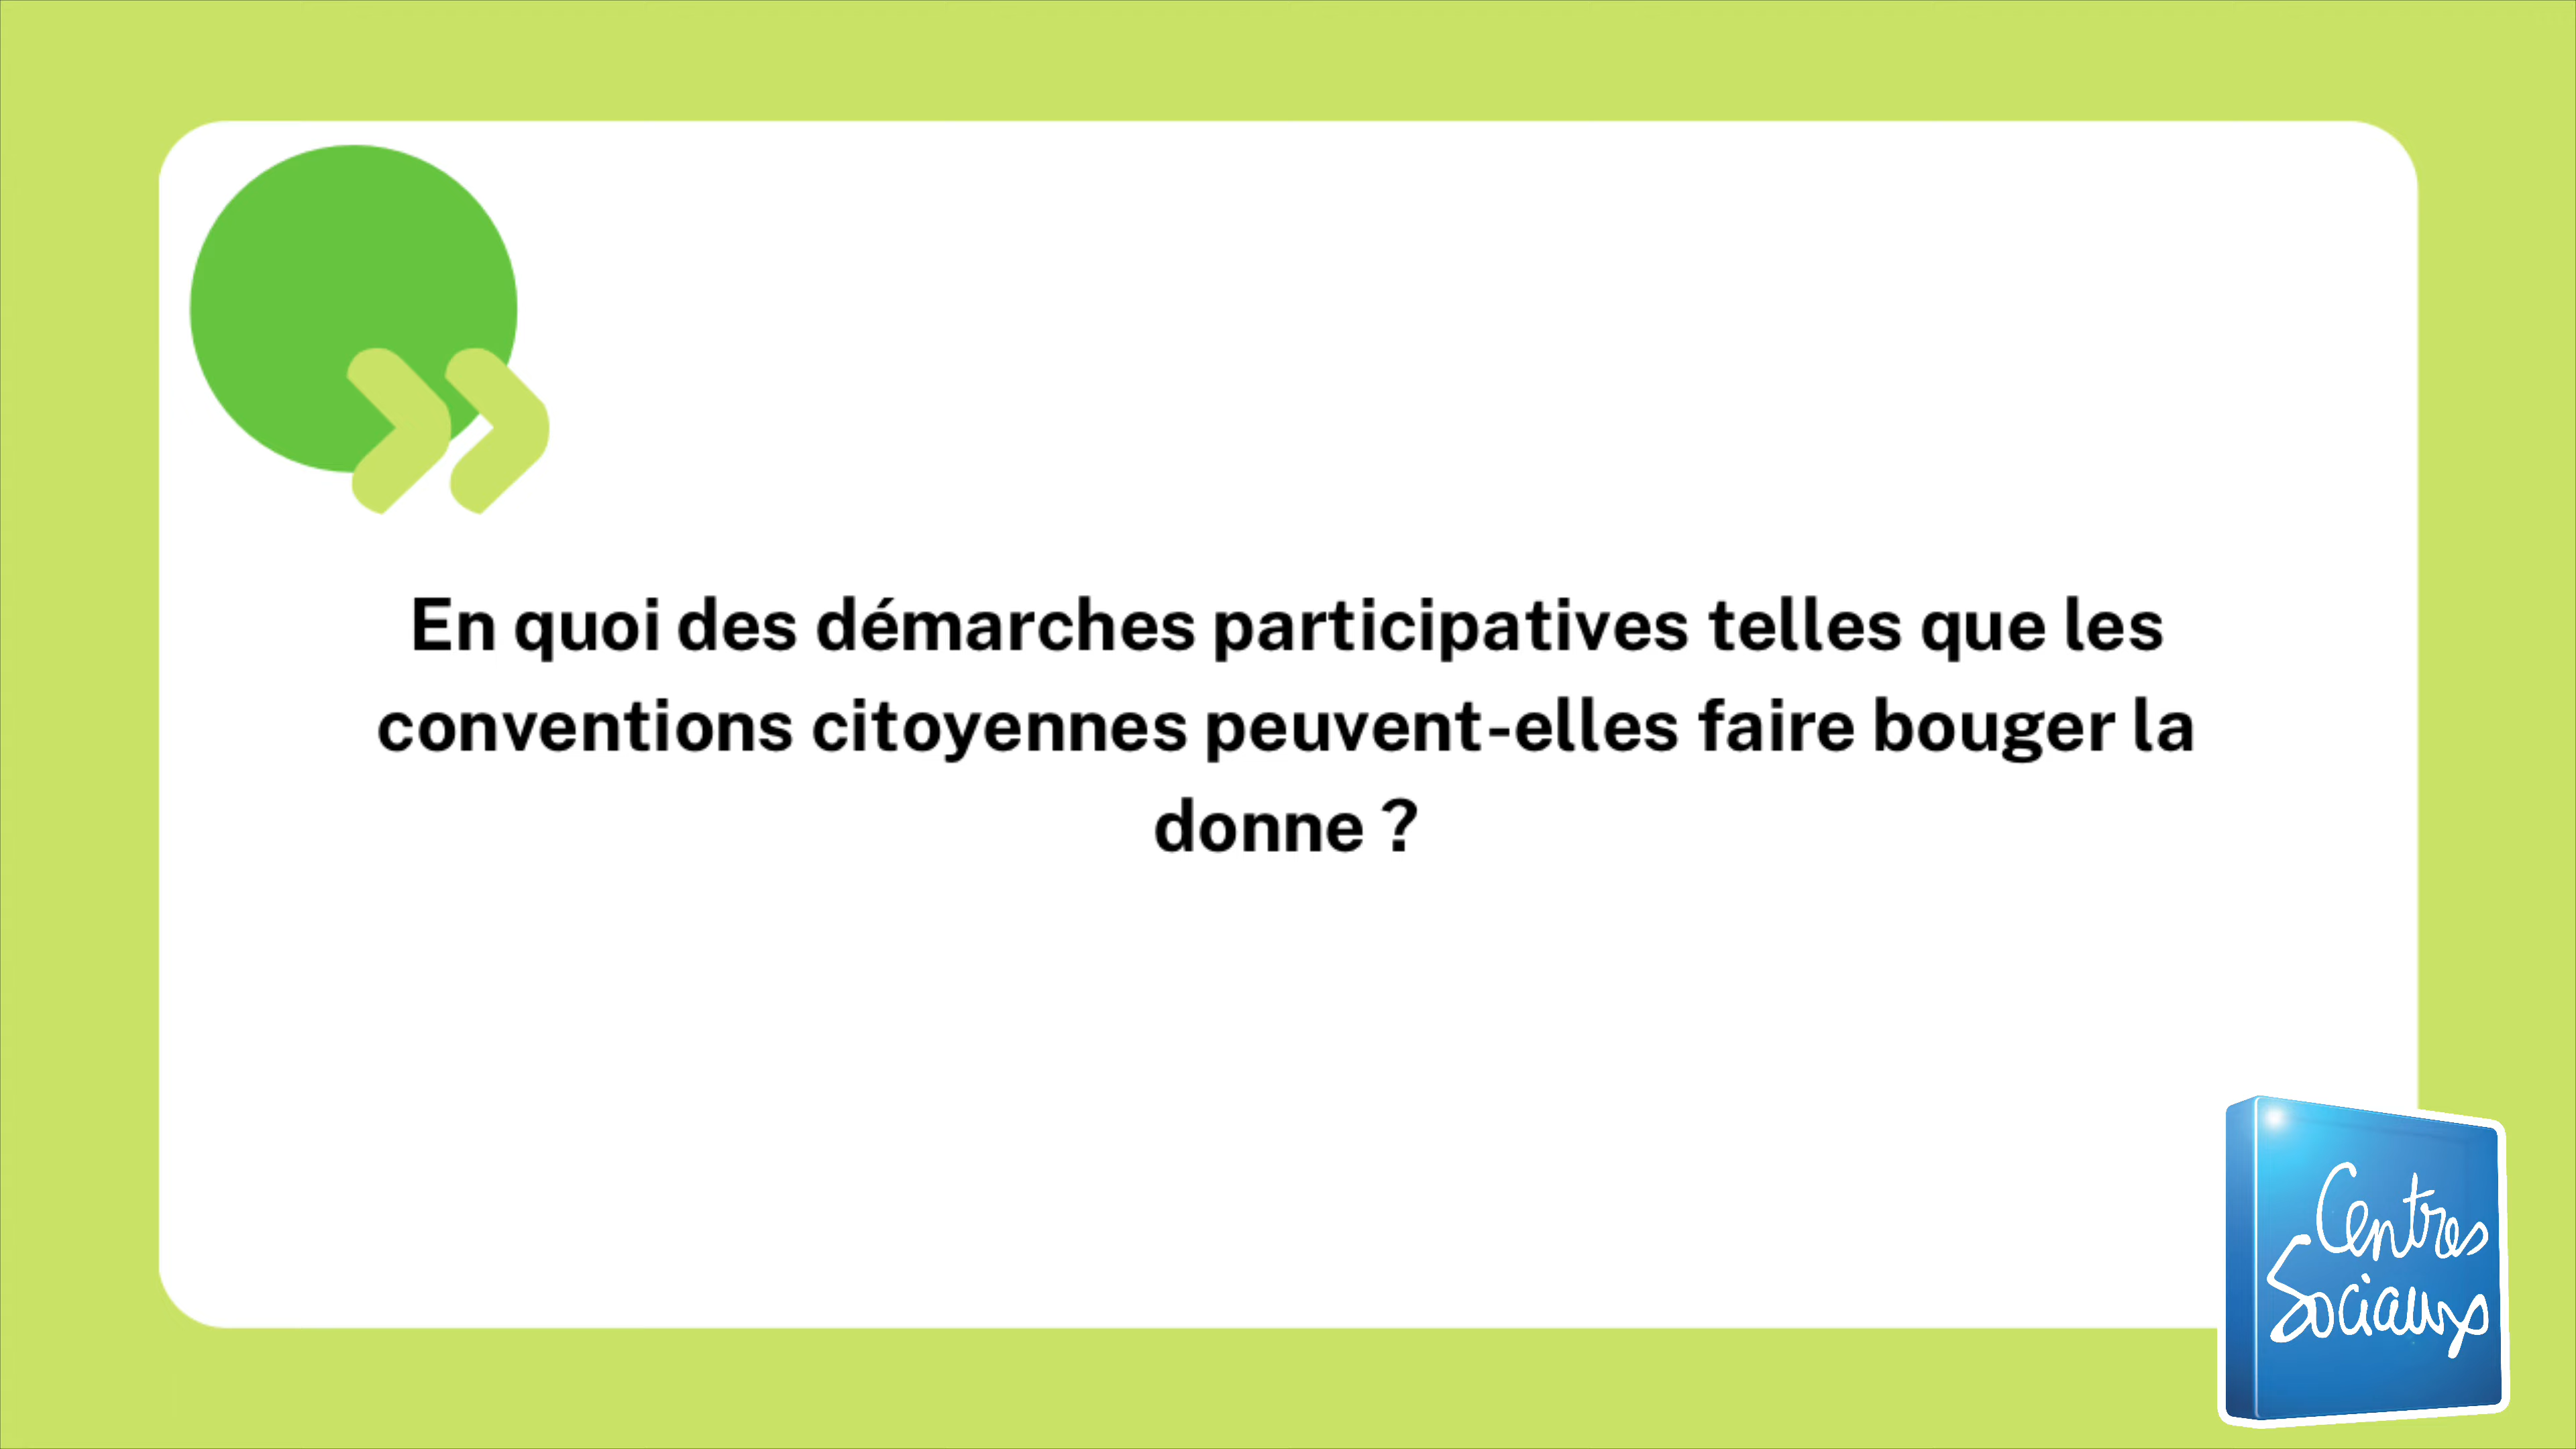 En quoi des démarches participatives telles que les
conventions citoyennes peuvent-elles faire bouger la
donne ?
Centres
Sociaux